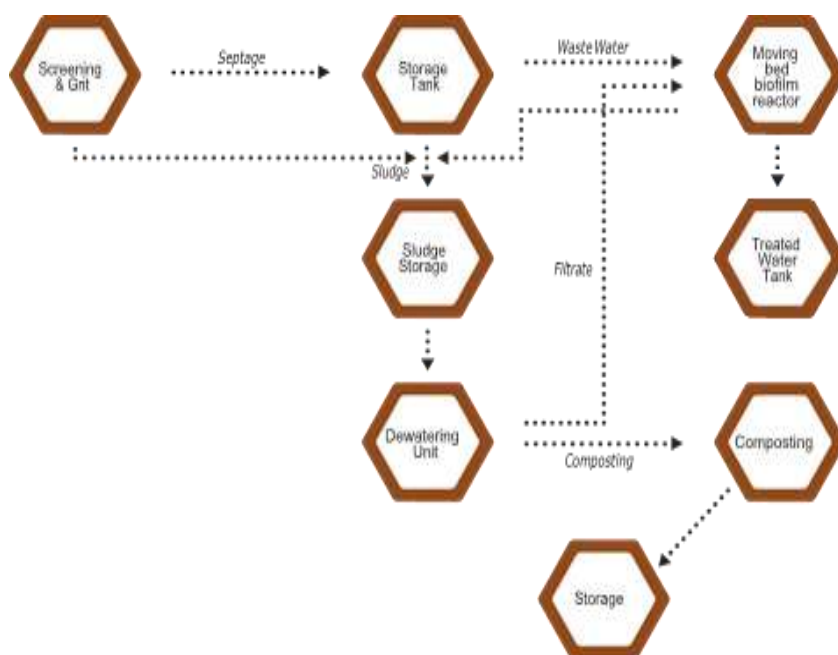 Screening
& Grit
Septage
Storage
Tank
Waste Water
Moving
bed
biofilm
reactor
Sludge
Sludge
Storage
Filtrate
Treated
Water
Tank
Dewatering
Unit
Composting
Composting
Storage